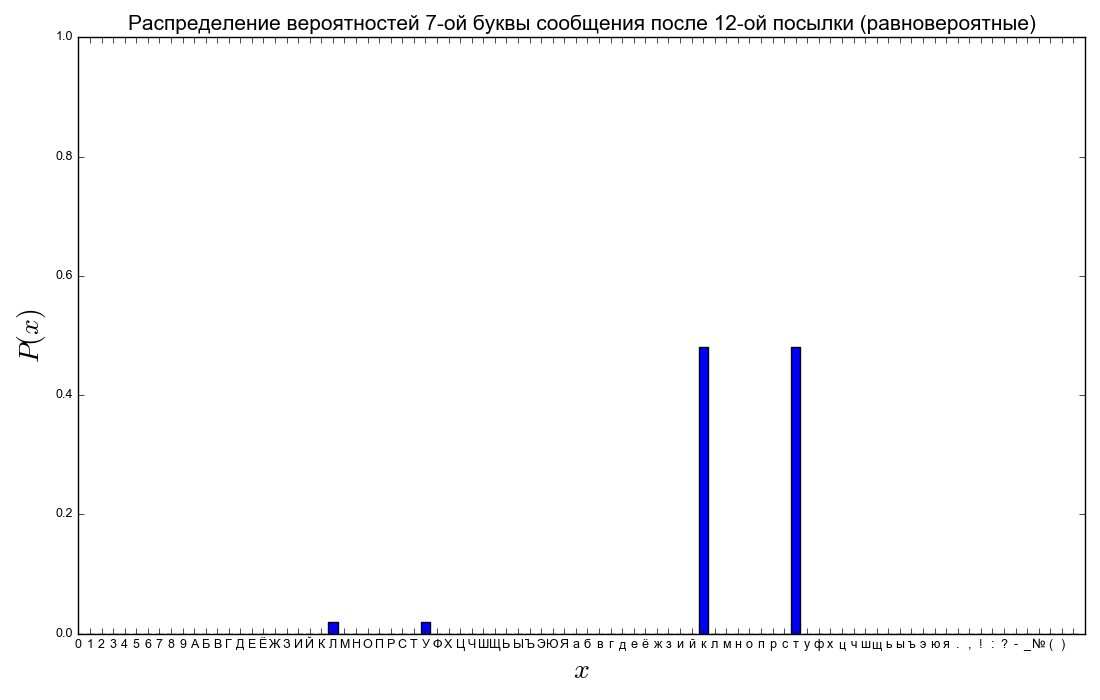 Распределение вероятностей 7-ой буквы сообщения после 12-ой посылки (равновероятные)
1.0
0.8
0.6
0.4
0.2
0.0
P(x)
0 1 2 3 4 5 6 7 8 9 А Б В Г Д Е Ё Ж З И Й К Л М Н О П Р С Т У Ф Х Ц Ч Ш Щ Ь Ы Ъ Э Ю Я а б в г д е ё ж з и й к л м н о п р с т у ф х ц ч ш щ ь ы ъ э ю я . , ! : ? - _ № ( )
x